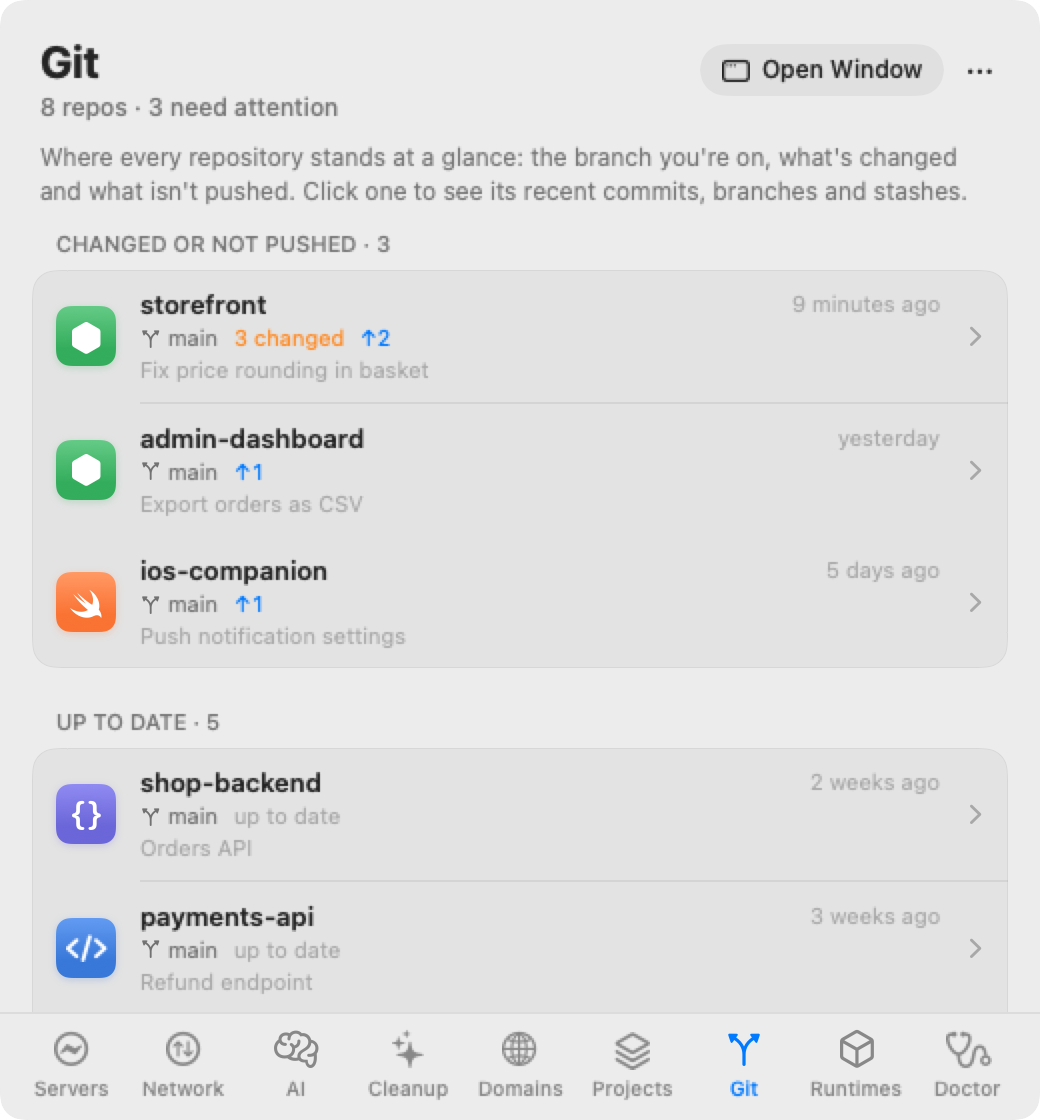 Git
Open Window
8 repos · 3 need attention
Where every repository stands at a glance: the branch you're on, what's changed
and what isn't pushed. Click one to see its recent commits, branches and stashes.
CHANGED OR NOT PUSHED · 3
storefront
9 minutes ago
main 3 changed ↑2
Fix price rounding in basket
admin-dashboard
yesterday
main ↑1
Export orders as CSV
ios-companion
5 days ago
main ↑1
Push notification settings
UP TO DATE · 5
shop-backend
2 weeks ago
main up to date
Orders API
payments-api
3 weeks ago
main up to date
Refund endpoint
Servers Network AI Cleanup Domains Projects Git Runtimes Doctor